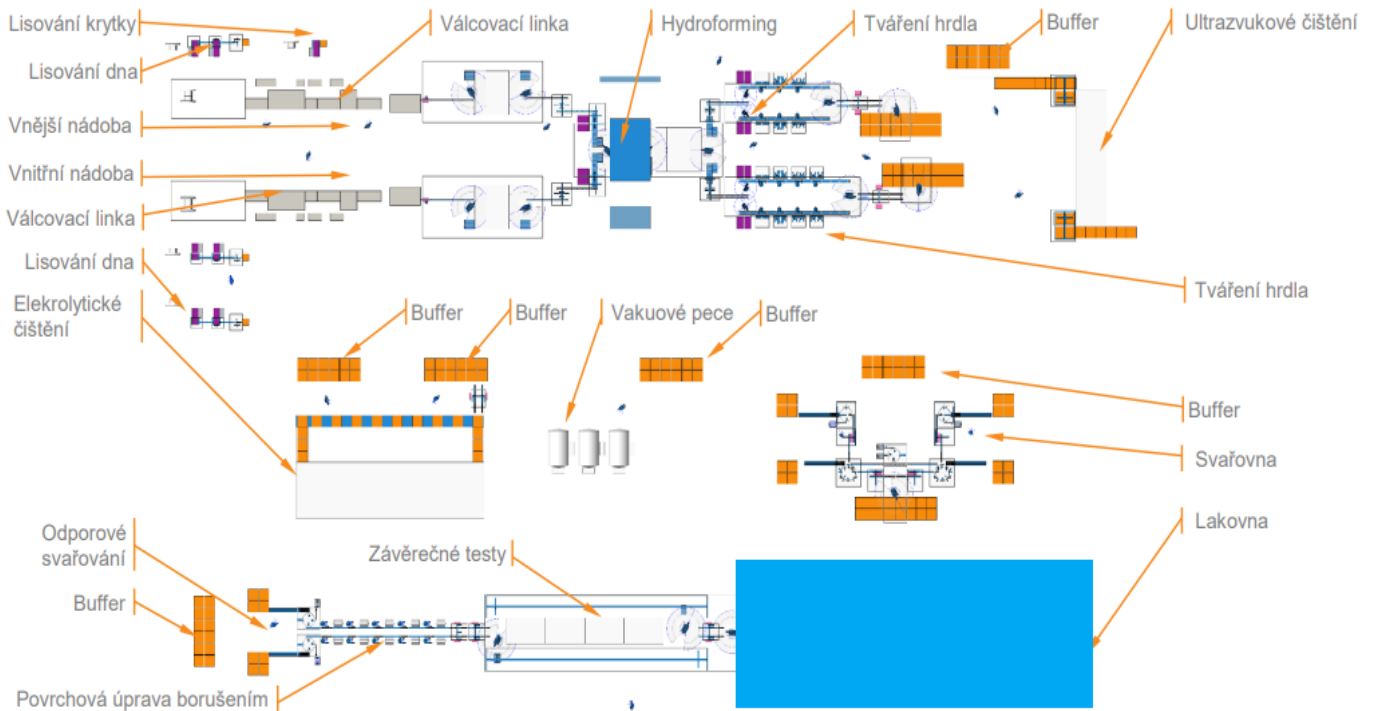 Lisování krytky
Válcovací linka
Hydroforming
Tváření hrdla
Buffer
Ultrazvukové čištění
Lisování dna
Vnější nádoba
Vnitřní nádoba
Válcovací linka
Lisování dna
Tváření hrdla
Elekrolytické
čištění
Buffer
Buffer
Vakuové pece
Buffer
Buffer
Svařovna
Lakovna
Odporové
svařování
Závěrečné testy
Buffer
Povrchová úprava borušením